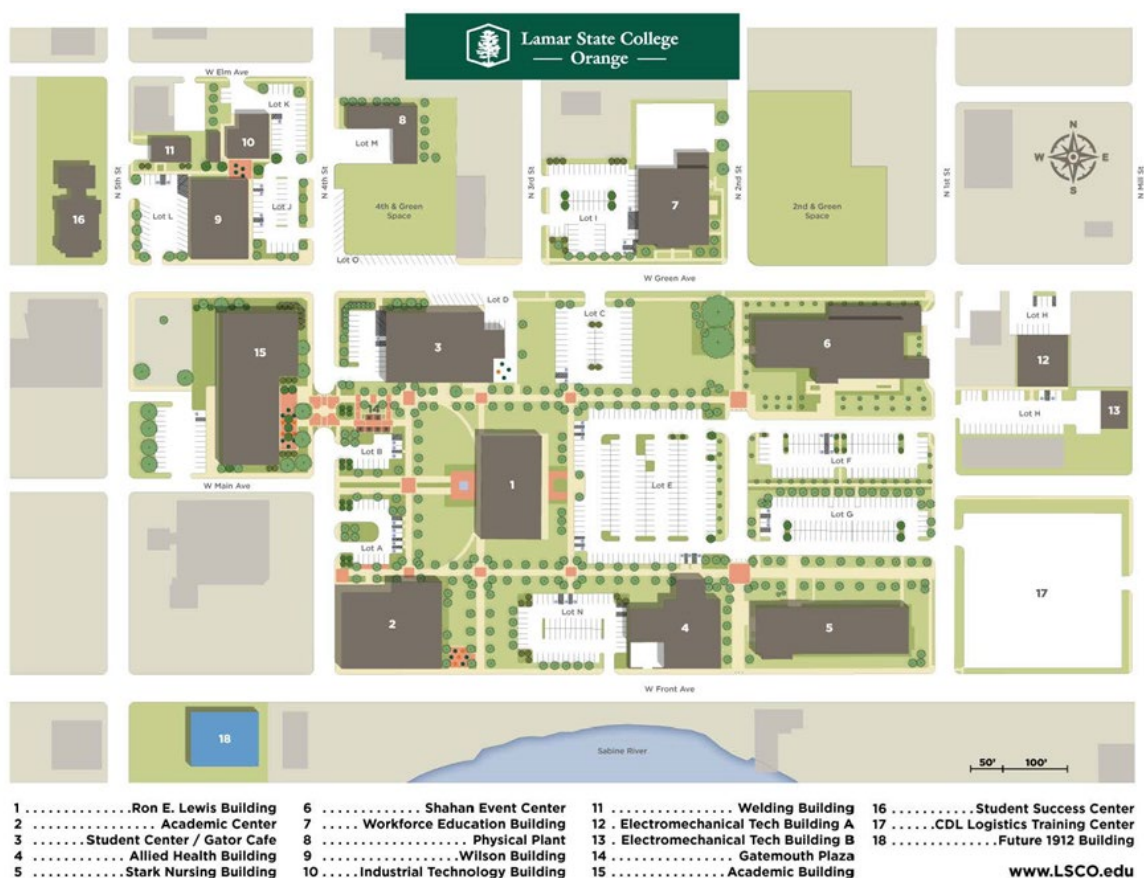 Lamar State College
Orange
W Elm Ave
Lot K
10
11
8
Lot M
N 5th St
N 4th St
N 3rd St
N 2nd St
N 1st St
N Mill St
N
W E
S
16
Lot L
9
Lot J
4th & Green
Space
Lot I
7
2nd & Green
Space
Lot O
W Green Ave
Lot D
Lot C
Lot H
15
3
6
12
14
Lot H
13
Lot B
Lot F
W Main Ave
1
Lot E
Lot G
Lot A
17
2
Lot N
4
5
W Front Ave
18
Sabine River
50' 100'
1 ............Ron E. Lewis Building
2 ...............Academic Center
3 .......Student Center / Gator Cafe
4 ...........Allied Health Building
5 ..........Stark Nursing Building
6 ..............Shahan Event Center
7 .....Workforce Education Building
8 ..................Physical Plant
9 ..................Wilson Building
10 .....Industrial Technology Building
11 ................Welding Building
12 . Electromechanical Tech Building A
13 . Electromechanical Tech Building B
14 ................Gatemouth Plaza
15 ...............Academic Building
16 .........Student Success Center
17 .....CDL Logistics Training Center
18 ............Future 1912 Building
www.LSCO.edu